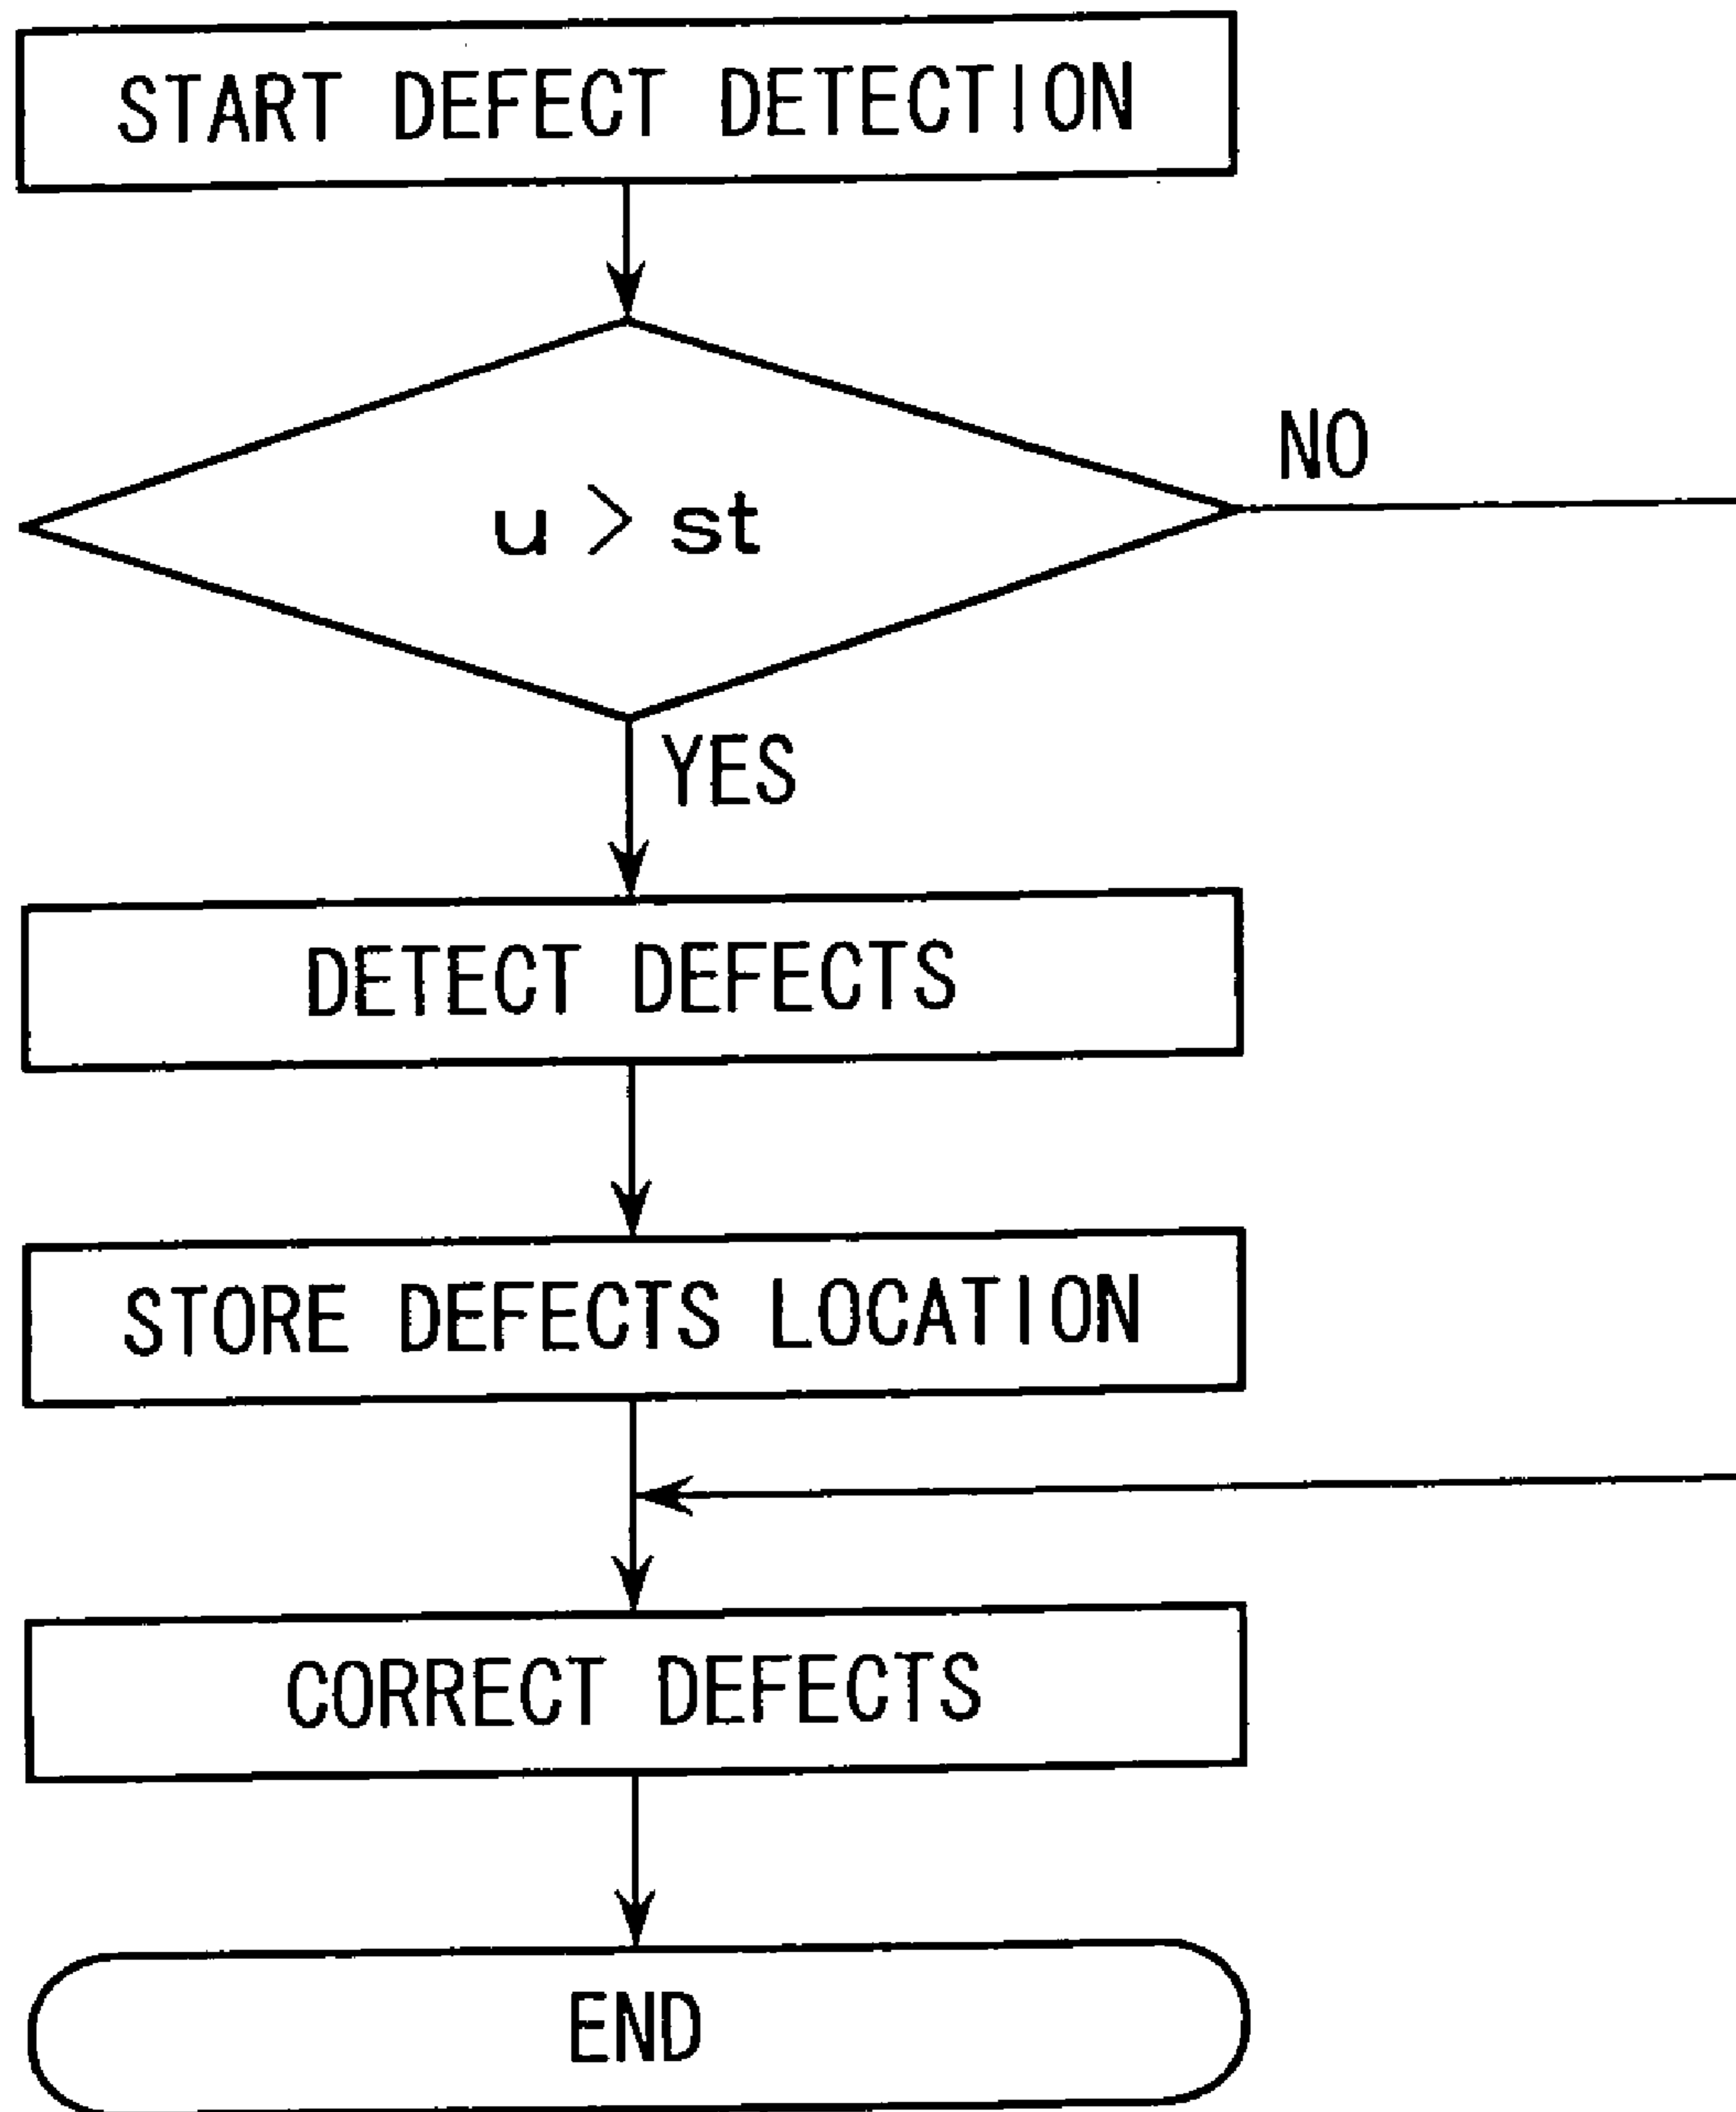 START DEFECT DETECTION
NO
u > st
YES
DETECT DEFECTS
STORE DEFECTS LOCATION
CORRECT DEFECTS
END